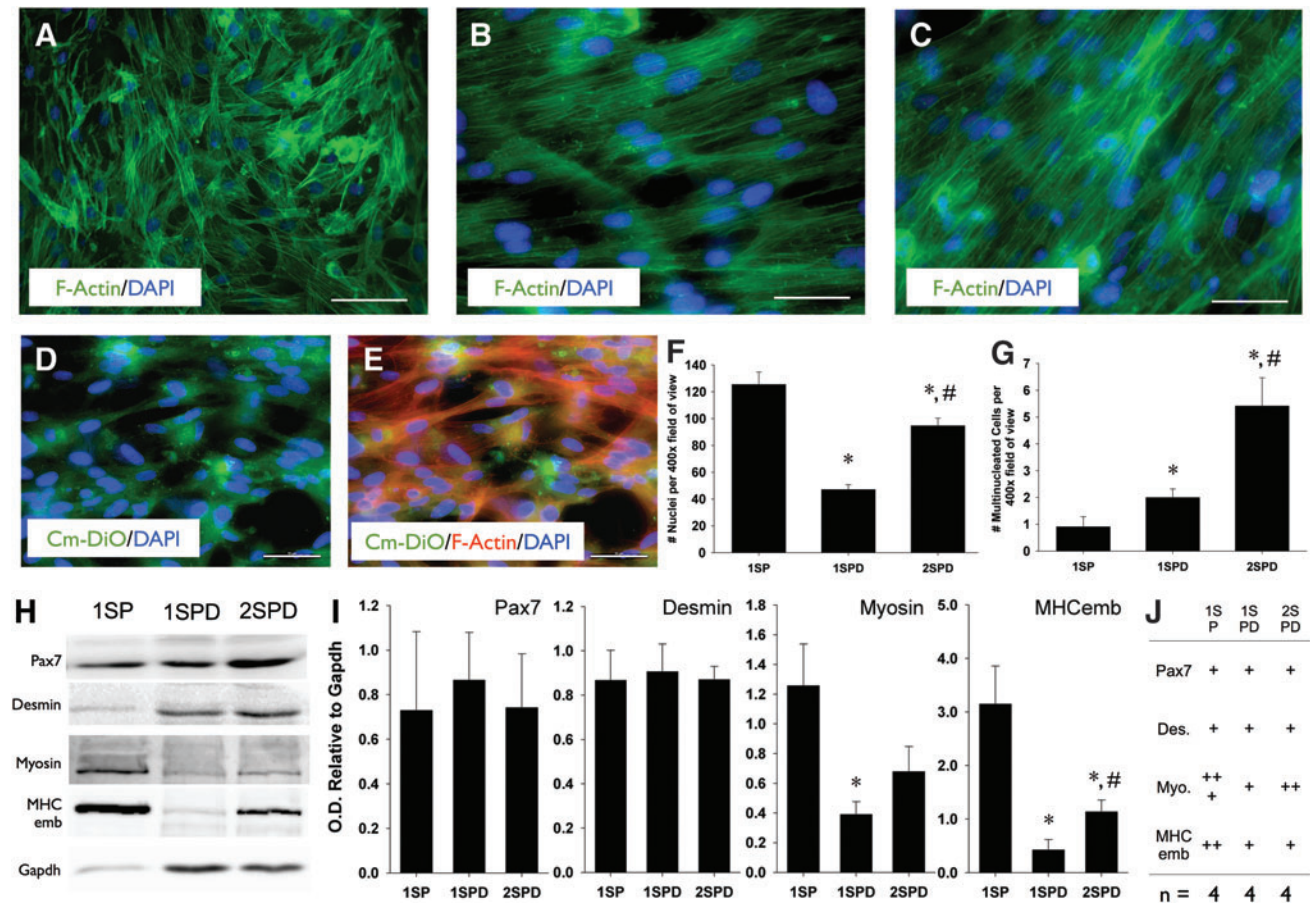 A
F-Actin/DAPI
B
F-Actin/DAPI
C
F-Actin/DAPI
D
Cm-DiO/DAPI
E
Cm-DiO/F-Actin/DAPI
F
# Nuclei per 400x field of view
140
120
100
80
60
40
20
0
*
*, #
1SP
1SPD
2SPD
G
# Multinucleated Cells per
400x field of view
7
6
5
4
3
2
1
0
*
*, #
1SP
1SPD
2SPD
H
1SP 1SPD 2SPD
Pax7
Desmin
Myosin
MHC
emb
Gapdh
I
O.D. Relative to Gapdh
Pax7
1.2
1.0
0.8
0.6
0.4
0.2
0.0
1SP 1SPD 2SPD
Desmin
1.2
1.0
0.8
0.6
0.4
0.2
0.0
1SP 1SPD 2SPD
Myosin
1.8
1.6
1.4
1.2
1.0
0.8
0.6
0.4
0.2
0.0
*
1SP 1SPD 2SPD
MHCemb
5.0
4.0
3.0
2.0
1.0
0.0
*
*, #
1SP 1SPD 2SPD
J
1S 1S 2S
P PD PD
Pax7 + + +
Des. + + +
Myo. ++ + ++
+
MHC
emb ++ + +
n = 4 4 4